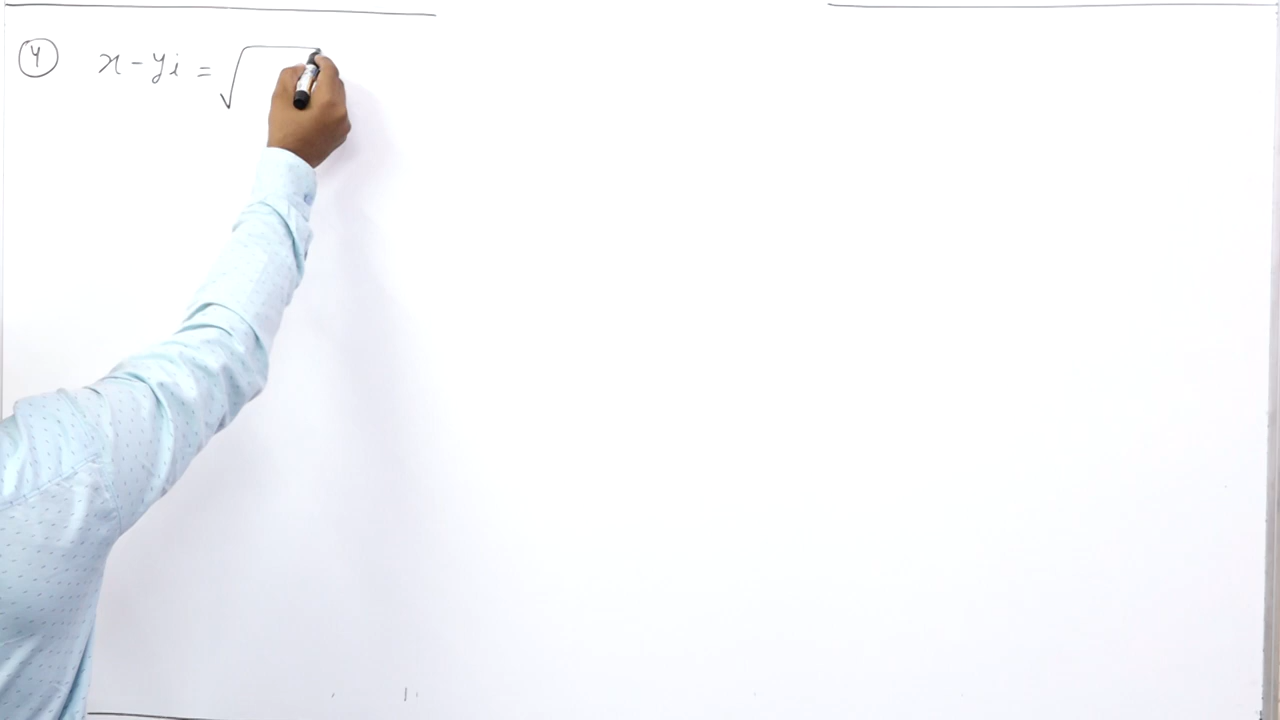 ④ x - yi = √